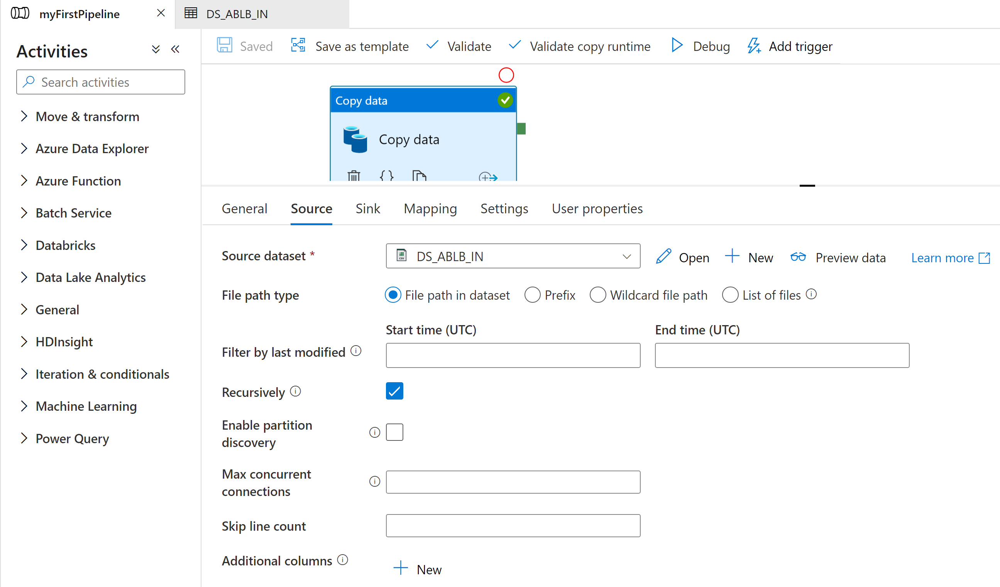 myFirstPipeline
DS_ABLB_IN
Activities
Search activities
Move & transform
Azure Data Explorer
Azure Function
Batch Service
Databricks
Data Lake Analytics
General
HDInsight
Iteration & conditionals
Machine Learning
Power Query
Saved
Save as template
Validate
Validate copy runtime
Debug
Add trigger
Copy data
Copy data
General
Source
Sink
Mapping
Settings
User properties
Source dataset *
CSV
DS_ABLB_IN
Open
New
Preview data
Learn more
File path type
File path in dataset
Prefix
Wildcard file path
List of files
Start time (UTC)
End time (UTC)
Filter by last modified
Recursively
Enable partition
discovery
Max concurrent
connections
Skip line count
Additional columns
New